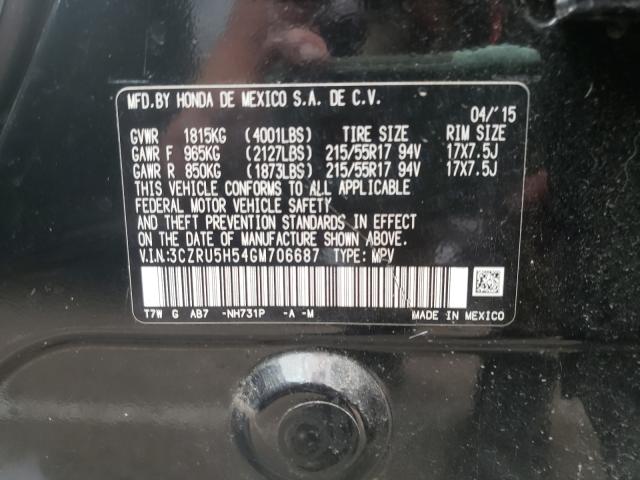 MFD.BY HONDA DE MEXICO S.A. DE C.V.
04/'15
GVWR 1815KG (4001LBS) TIRE SIZE RIM SIZE
GAWR F 965KG (2127LBS) 215/55R17 94V 17X7.5J
GAWR R 850KG (1873LBS) 215/55R17 94V 17X7.5J
THIS VEHICLE CONFORMS TO ALL APPLICABLE
FEDERAL MOTOR VEHICLE SAFETY
AND THEFT PREVENTION STANDARDS IN EFFECT
ON THE DATE OF MANUFACTURE SHOWN ABOVE.
V.I.N:3CZRU5H54GM706687 TYPE: MPV
T7W G AB7 -NH731P -A -M MADE IN MEXICO